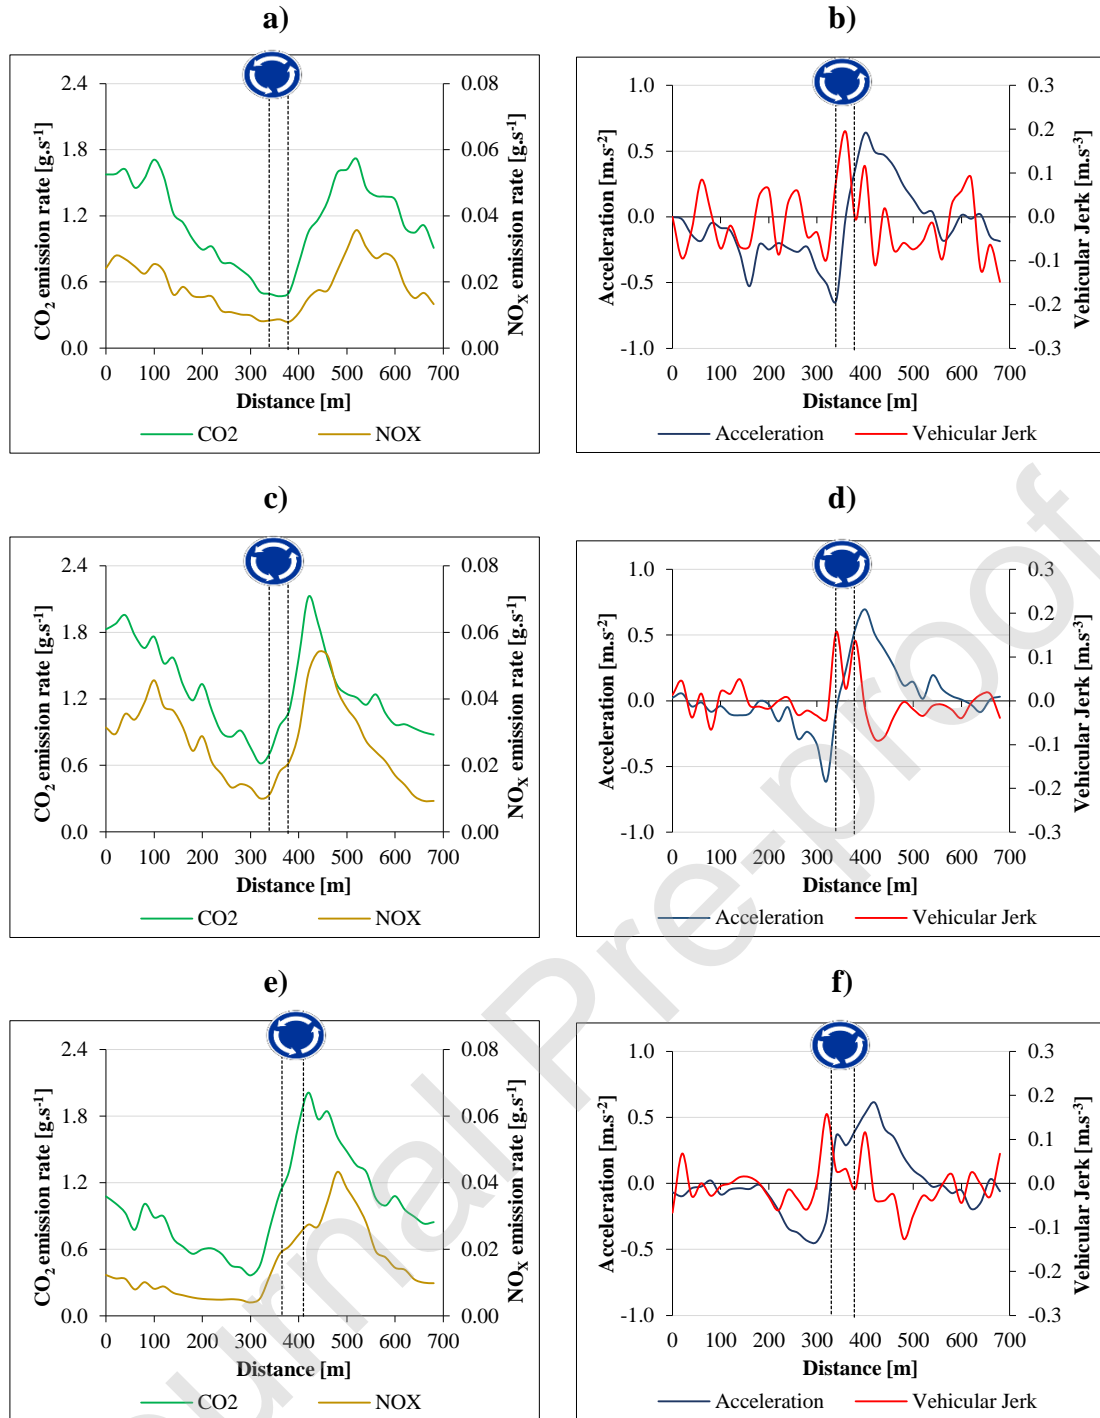 a)
b)
CO2 emission rate [g.s-1]
2.4
1.8
1.2
0.6
0.0
NOX emission rate [g.s-1]
0.08
0.06
0.04
0.02
0.00
0 100 200 300 400 500 600 700
Distance [m]
CO2 NOX
Acceleration [m.s-2]
1.0
0.5
0.0
-0.5
-1.0
Vehicular Jerk [m.s-3]
0.3
0.2
0.1
0.0
-0.1
-0.2
-0.3
0 100 200 300 400 500 600 700
Distance [m]
Acceleration Vehicular Jerk
c)
d)
CO2 emission rate [g.s-1]
2.4
1.8
1.2
0.6
0.0
NOX emission rate [g.s-1]
0.08
0.06
0.04
0.02
0.00
0 100 200 300 400 500 600 700
Distance [m]
CO2 NOX
Acceleration [m.s-2]
1.0
0.5
0.0
-0.5
-1.0
Vehicular Jerk [m.s-3]
0.3
0.2
0.1
0.0
-0.1
-0.2
-0.3
0 100 200 300 400 500 600 700
Distance [m]
Acceleration Vehicular Jerk
e)
f)
CO2 emission rate [g.s-1]
2.4
1.8
1.2
0.6
0.0
NOX emission rate [g.s-1]
0.08
0.06
0.04
0.02
0.00
0 100 200 300 400 500 600 700
Distance [m]
CO2 NOX
Acceleration [m.s-2]
1.0
0.5
0.0
-0.5
-1.0
Vehicular Jerk [m.s-3]
0.3
0.2
0.1
0.0
-0.1
-0.2
-0.3
0 100 200 300 400 500 600 700
Distance [m]
Acceleration Vehicular Jerk
urnal Pre-proof